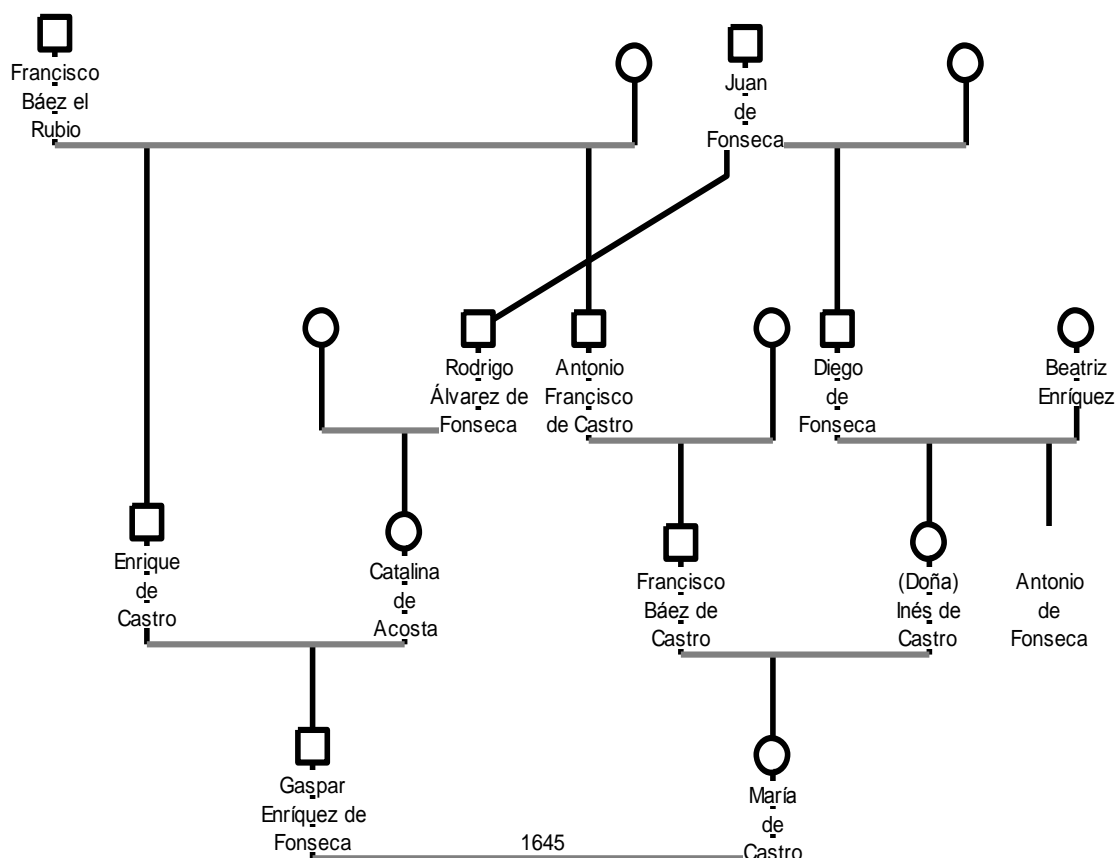 Francisco
Báez el
Rubio
Juan
de
Fonseca
Rodrigo
Álvarez de
Fonseca
Antonio
Francisco
de Castro
Diego
de
Fonseca
Beatriz
Enríquez
Enrique
de
Castro
Catalina
de
Acosta
Francisco
Báez de
Castro
(Doña)
Inés de
Castro
Antonio
de
Fonseca
Gaspar
Enríquez de
Fonseca
María
de
Castro
1645